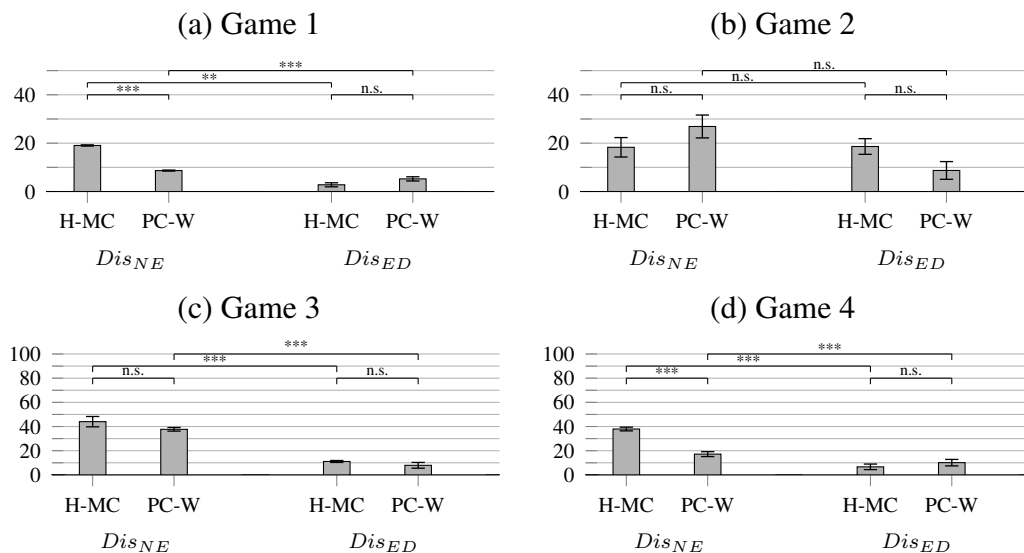 (a) Game 1
***
**
***
n.s.
40
20
0
H-MC PC-W H-MC PC-W
Dis_NE Dis_ED
(b) Game 2
n.s.
n.s.
n.s.
n.s.
40
20
0
H-MC PC-W H-MC PC-W
Dis_NE Dis_ED
(c) Game 3
***
***
n.s.
n.s.
100
80
60
40
20
0
H-MC PC-W H-MC PC-W
Dis_NE Dis_ED
(d) Game 4
***
***
***
n.s.
100
80
60
40
20
0
H-MC PC-W H-MC PC-W
Dis_NE Dis_ED